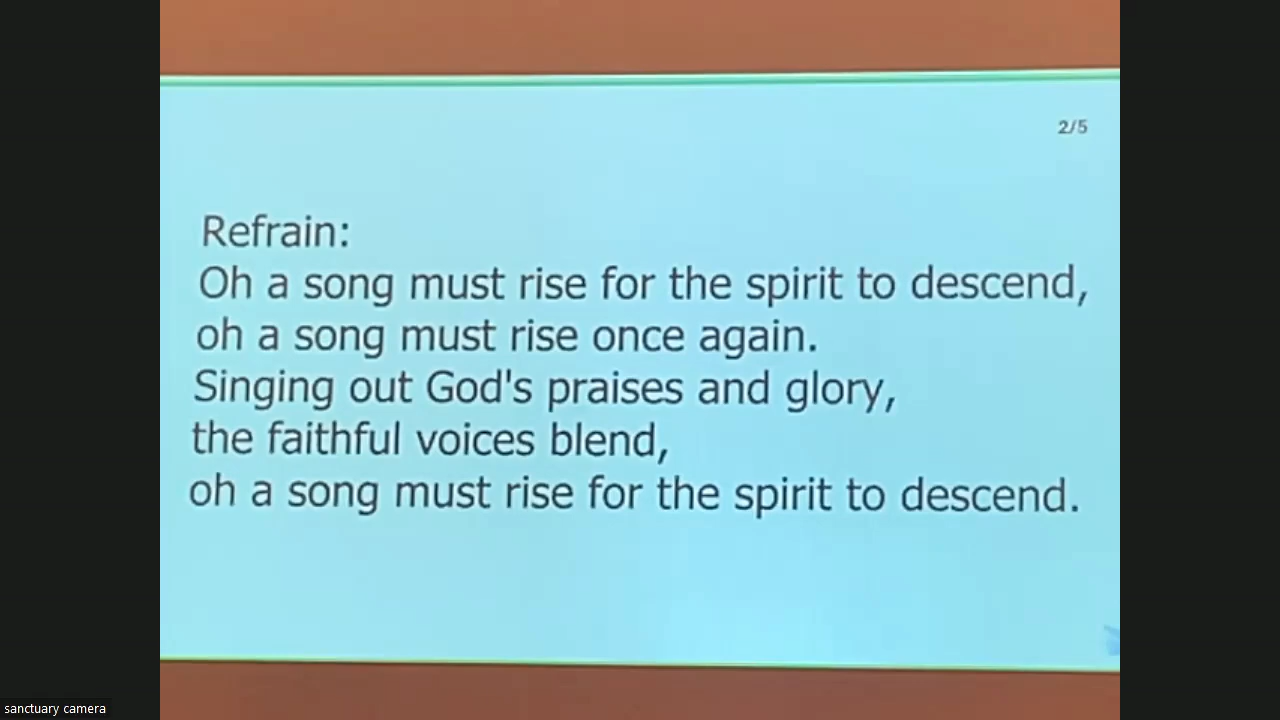 2/5
Refrain:
Oh a song must rise for the spirit to descend,
oh a song must rise once again.
Singing out God's praises and glory,
the faithful voices blend,
oh a song must rise for the spirit to descend.
sanctuary camera